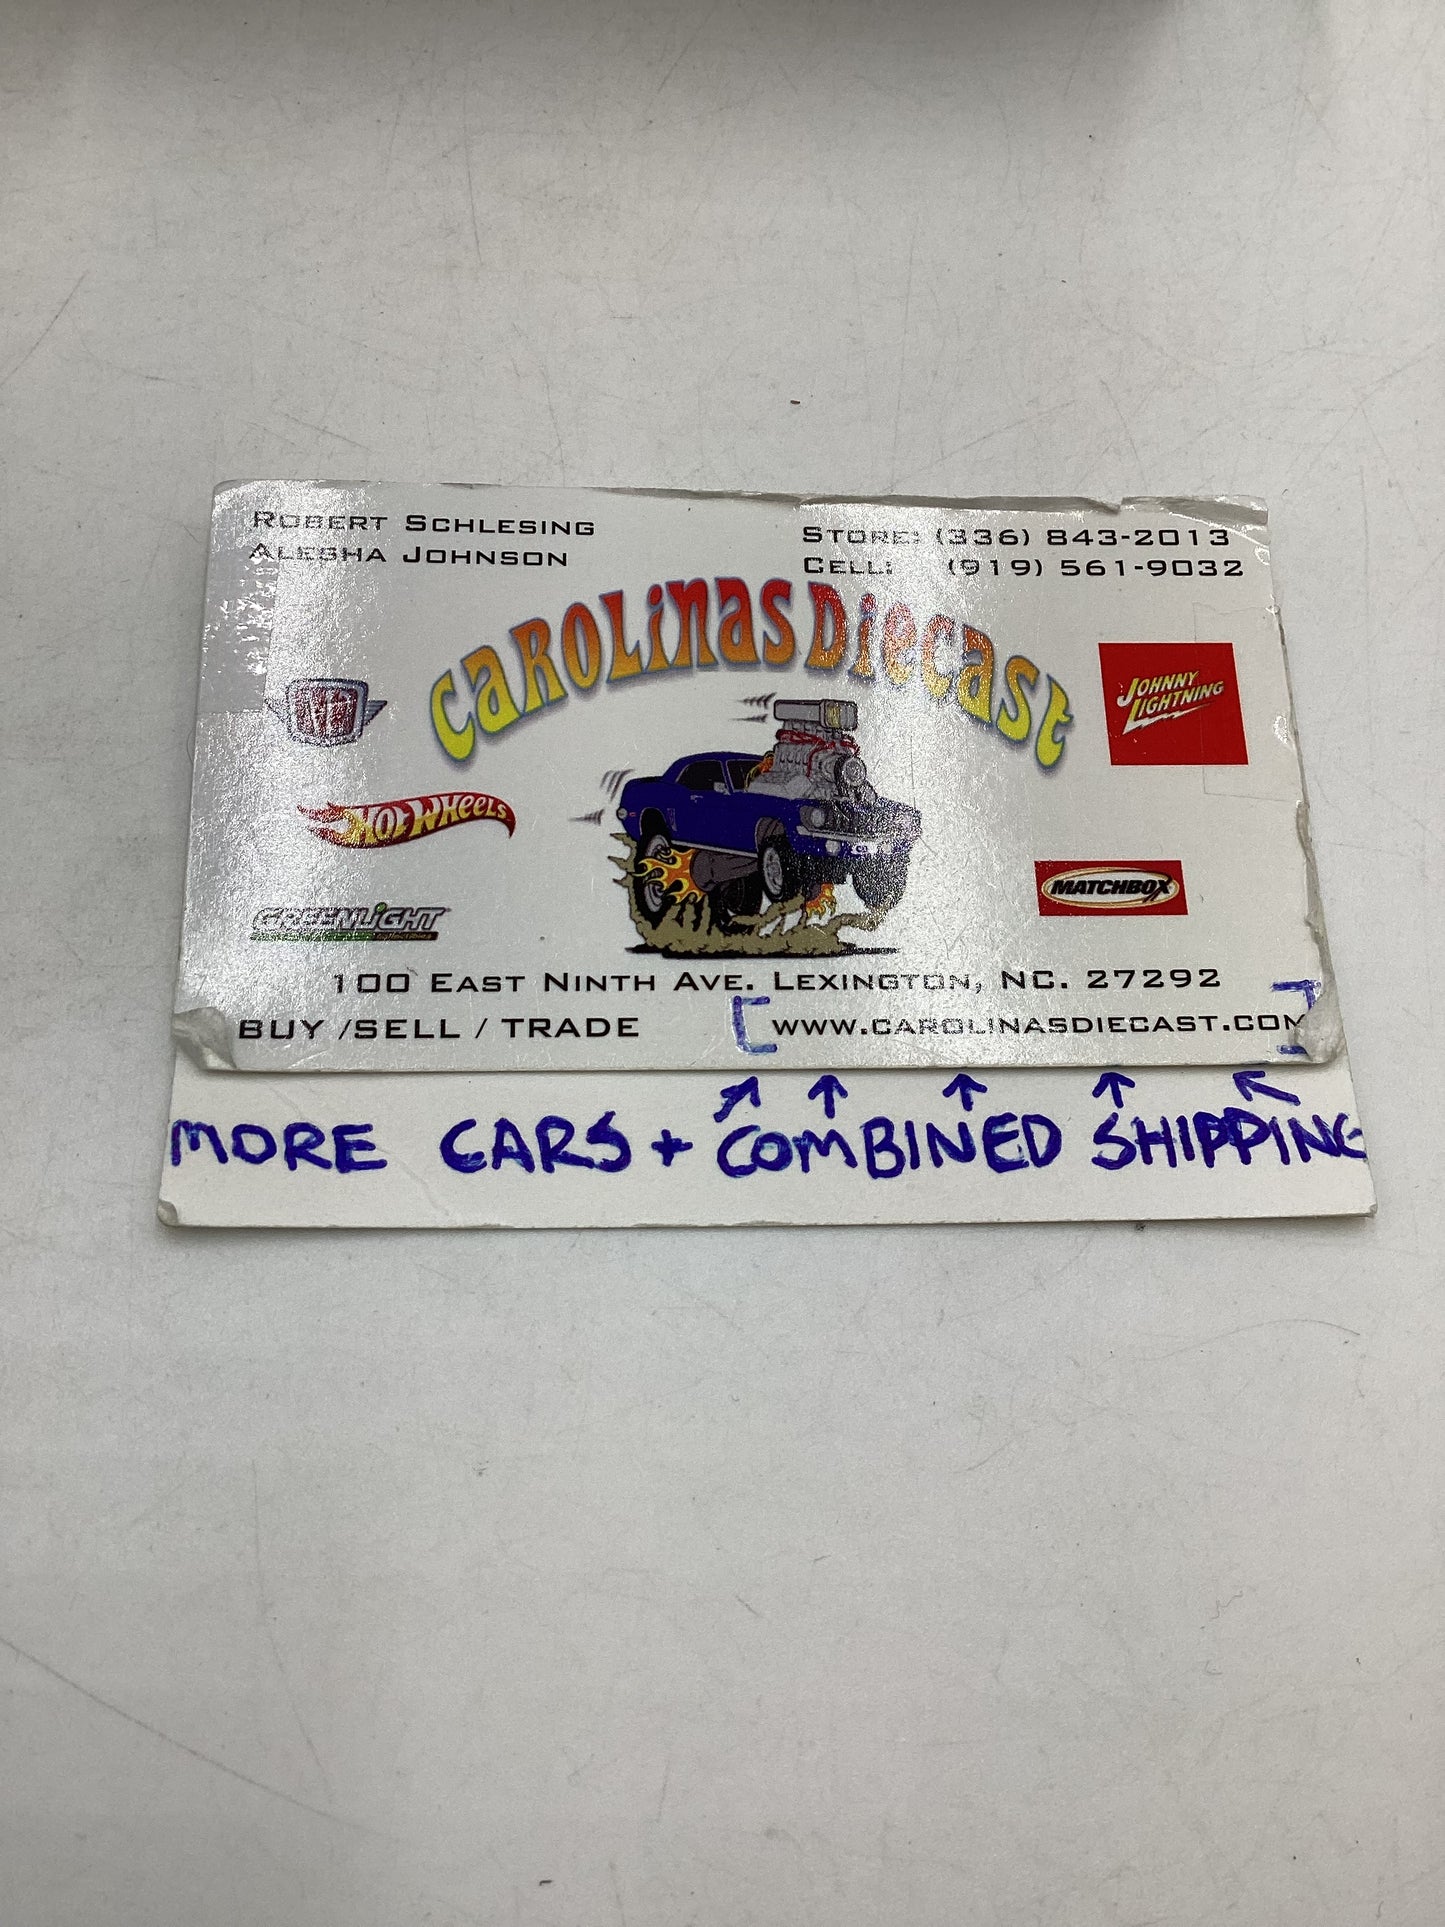 ROBERT SCHLESING
ALESHA JOHNSON
STORE: (336) 843-2013
CELL: (919) 561-9032
CAROLINAS DIECAST
M2
JOHNNY LIGHTNING
HOT WHEELS
MATCHBOX
GREENLIGHT
100 EAST NINTH AVE. LEXINGTON, NC. 27292
BUY /SELL / TRADE
[ WWW.CAROLINASDIECAST.COM ]
MORE CARS + COMBINED SHIPPING